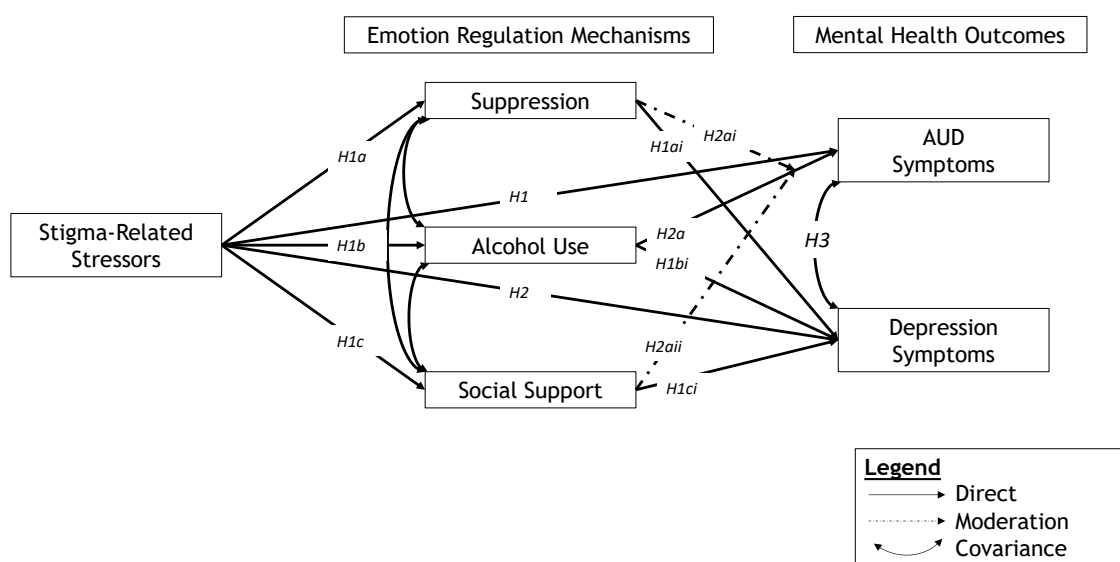 Emotion Regulation Mechanisms
Mental Health Outcomes
Suppression
H2ai
H1a
H1ai
AUD
Symptoms
H1
Stigma-Related
Stressors
H1b
Alcohol Use
H2a
H1bi
H3
H2
H1c
H2aii
Depression
Symptoms
Social Support
H1ci
Legend
Direct
Moderation
Covariance